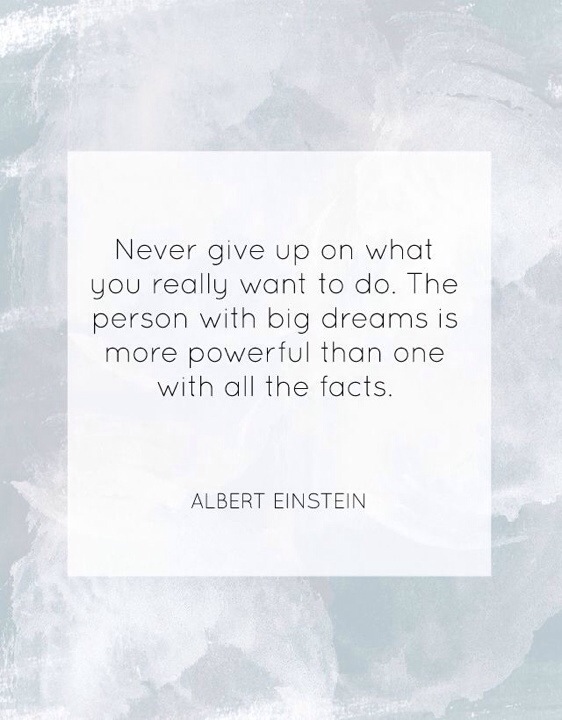 Never give up on what
you really want to do. The
person with big dreams is
more powerful than one
with all the facts.
ALBERT EINSTEIN